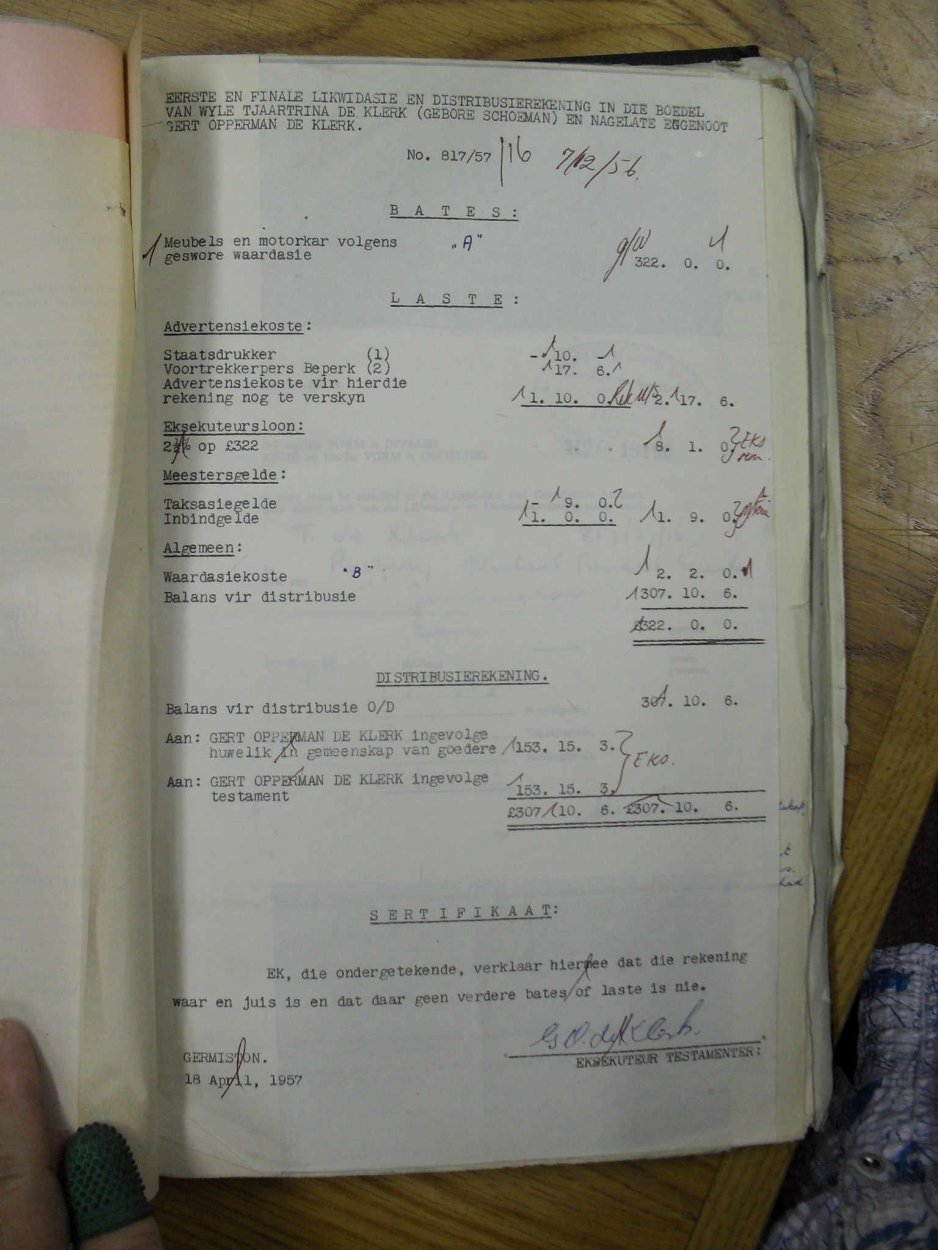 EERSTE EN FINALE LIKWIDASIE EN DISTRIBUSIEREKENING IN DIE BOEDEL
VAN WYLE TJAARTRINA DE KLERK (GEBORE SCHOEMAN) EN NAGELATE EGGENOOT
GERT OPPERMAN DE KLERK.
No. 817/57 /16 7/12/56.
B A T E S :
Meubels en motorkar volgens „A"
geswore waardasie 322. 0. 0.
L A S T E :
Advertensiekoste:
Staatsdrukker (1) - 10. -
Voortrekkerpers Beperk (2) 17. 6.
Advertensiekoste vir hierdie
rekening nog te verskyn 1. 10. 0. 2. 17. 6.
Eksekuteursloon:
2½% op £322 8. 1. 0. EKS
Meestersgelde:
Taksasiegelde - 9. 0.
Inbindgelde 1. 0. 0. 1. 9. 0.
Algemeen:
Waardasiekoste "B" 2. 2. 0.
Balans vir distribusie 307. 10. 6.
£322. 0. 0.
DISTRIBUSIEREKENING.
Balans vir distribusie O/D 307. 10. 6.
Aan: GERT OPPERMAN DE KLERK ingevolge
huwelik in gemeenskap van goedere 153. 15. 3.
EKS.
Aan: GERT OPPERMAN DE KLERK ingevolge
testament 153. 15. 3.
£307. 10. 6. £307. 10. 6.
S E R T I F I K A A T:
EK, die ondergetekende, verklaar hiermee dat die rekening
waar en juis is en dat daar geen verdere bates of laste is nie.
G.O. de Klerk.
GERMISTON. EKSEKUTEUR TESTAMENTER:
18 April, 1957